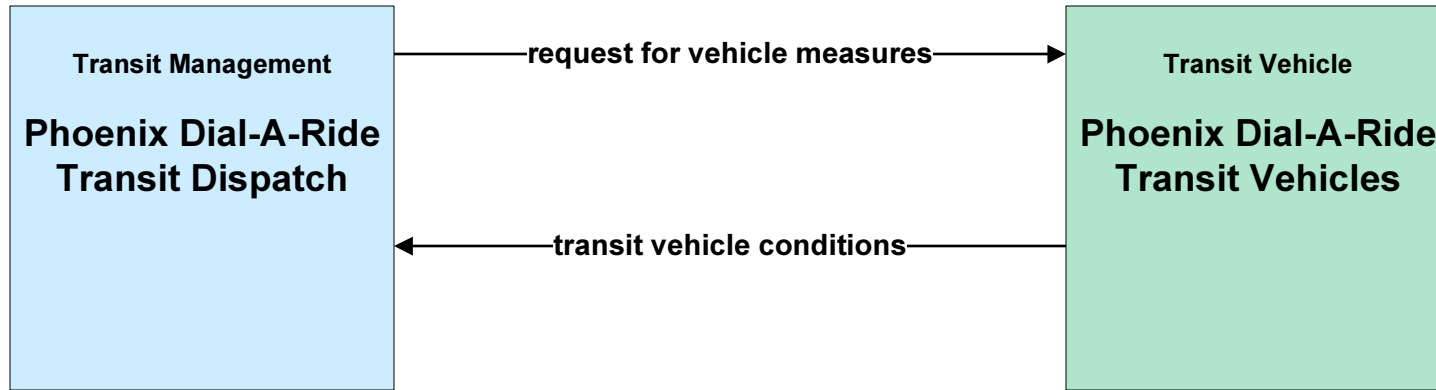 Transit Management
Phoenix Dial-A-Ride
Transit Dispatch
request for vehicle measures
transit vehicle conditions
Transit Vehicle
Phoenix Dial-A-Ride
Transit Vehicles